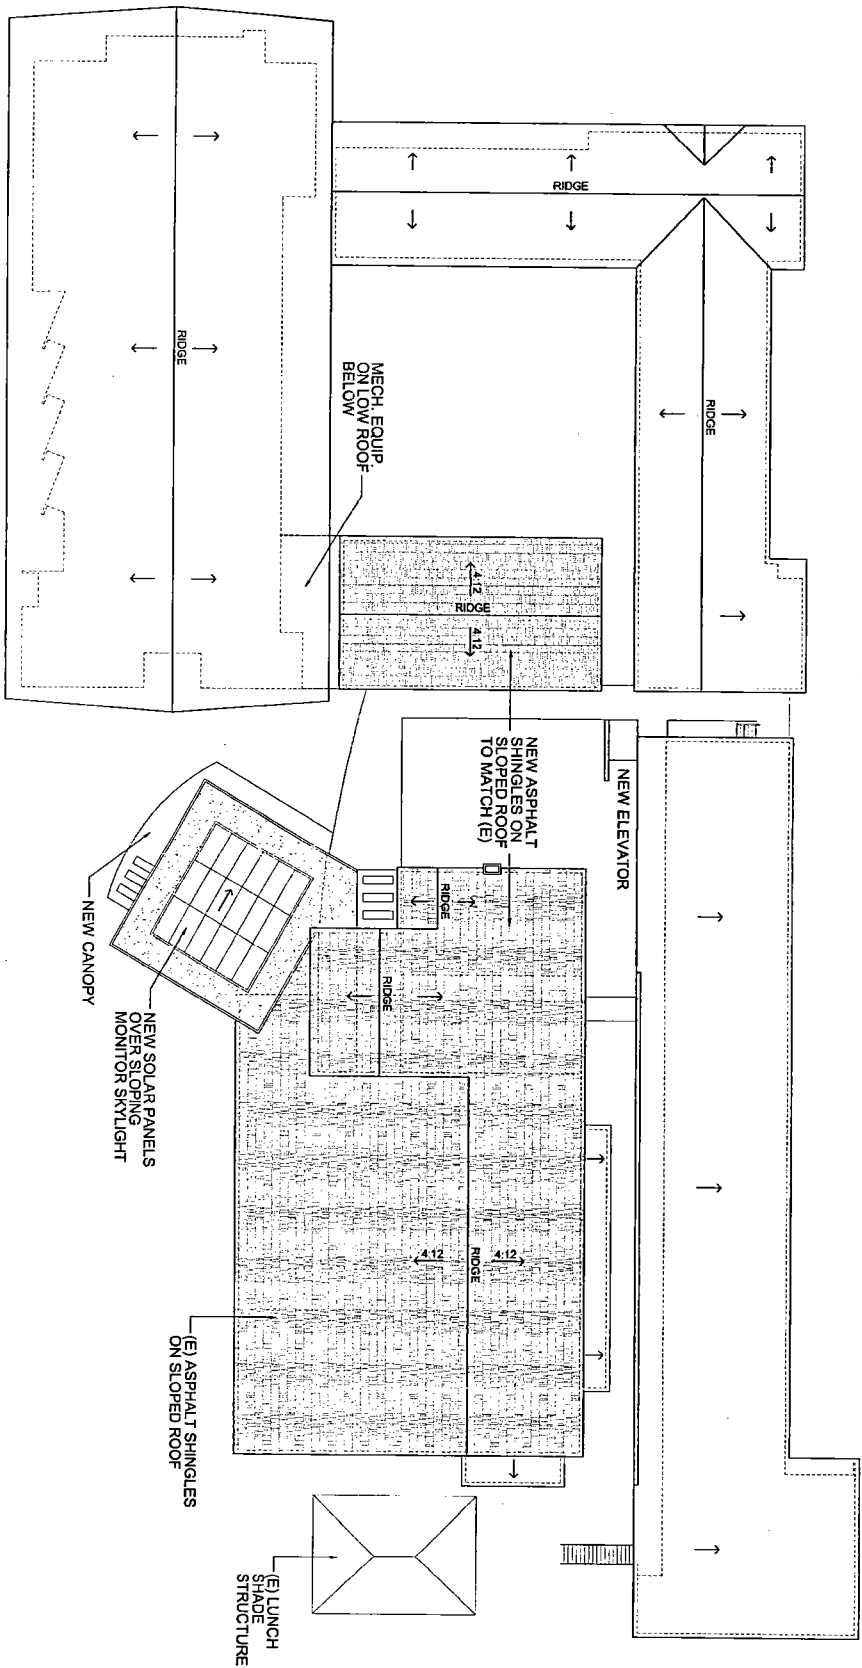 RIDGE
RIDGE
RIDGE
MECH. EQUIP.
ON LOW ROOF
BELOW
4:12
RIDGE
4:12
NEW ASPHALT
SHINGLES ON
SLOPED ROOF
TO MATCH (E)
NEW ELEVATOR
RIDGE
RIDGE
NEW CANOPY
NEW SOLAR PANELS
OVER SLOPING
MONITOR SKYLIGHT
4:12
RIDGE
4:12
(E) ASPHALT SHINGLES
ON SLOPED ROOF
(E) LUNCH
SHADE
STRUCTURE